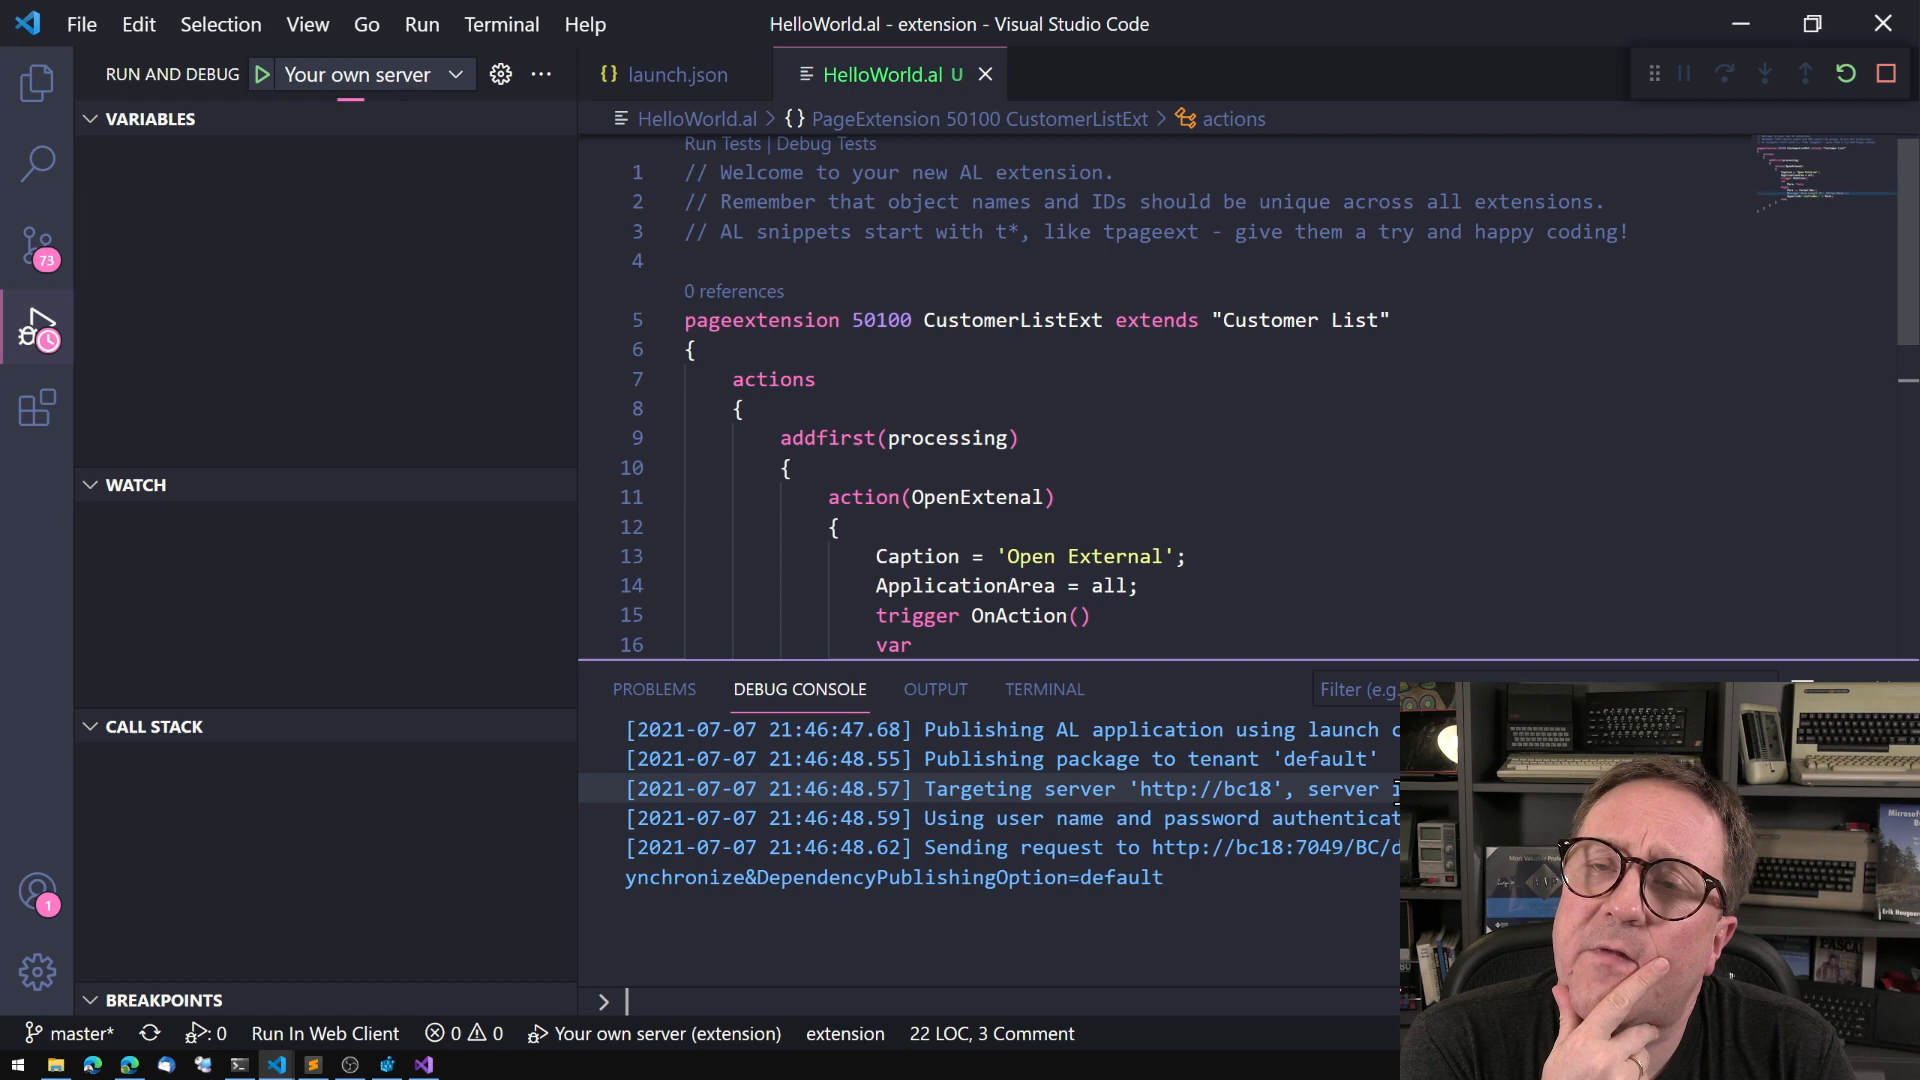 File Edit Selection View Go Run Terminal Help
HelloWorld.al - extension - Visual Studio Code
RUN AND DEBUG
Your own server
launch.json
HelloWorld.al U
HelloWorld.al > {} PageExtension 50100 CustomerListExt > actions
VARIABLES
WATCH
CALL STACK
BREAKPOINTS
73
1
Run Tests | Debug Tests
1 // Welcome to your new AL extension.
2 // Remember that object names and IDs should be unique across all extensions.
3 // AL snippets start with t*, like tpageext - give them a try and happy coding!
4
0 references
5 pageextension 50100 CustomerListExt extends "Customer List"
6 {
7 actions
8 {
9 addfirst(processing)
10 {
11 action(OpenExtenal)
12 {
13 Caption = 'Open External';
14 ApplicationArea = all;
15 trigger OnAction()
16 var
PROBLEMS DEBUG CONSOLE OUTPUT TERMINAL
Filter (e.g.
[2021-07-07 21:46:47.68] Publishing AL application using launch c
[2021-07-07 21:46:48.55] Publishing package to tenant 'default'
[2021-07-07 21:46:48.57] Targeting server 'http://bc18', server i
[2021-07-07 21:46:48.59] Using user name and password authenticat
[2021-07-07 21:46:48.62] Sending request to http://bc18:7049/BC/d
ynchronize&DependencyPublishingOption=default
>
master* 0 Run In Web Client 0 0 Your own server (extension) extension 22 LOC, 3 Comment
Microsof
Erik Hougaard
PASCAL